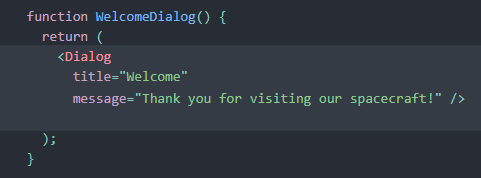 function WelcomeDialog() {
  return (
    <Dialog
      title="Welcome"
      message="Thank you for visiting our spacecraft!" />
  );
}